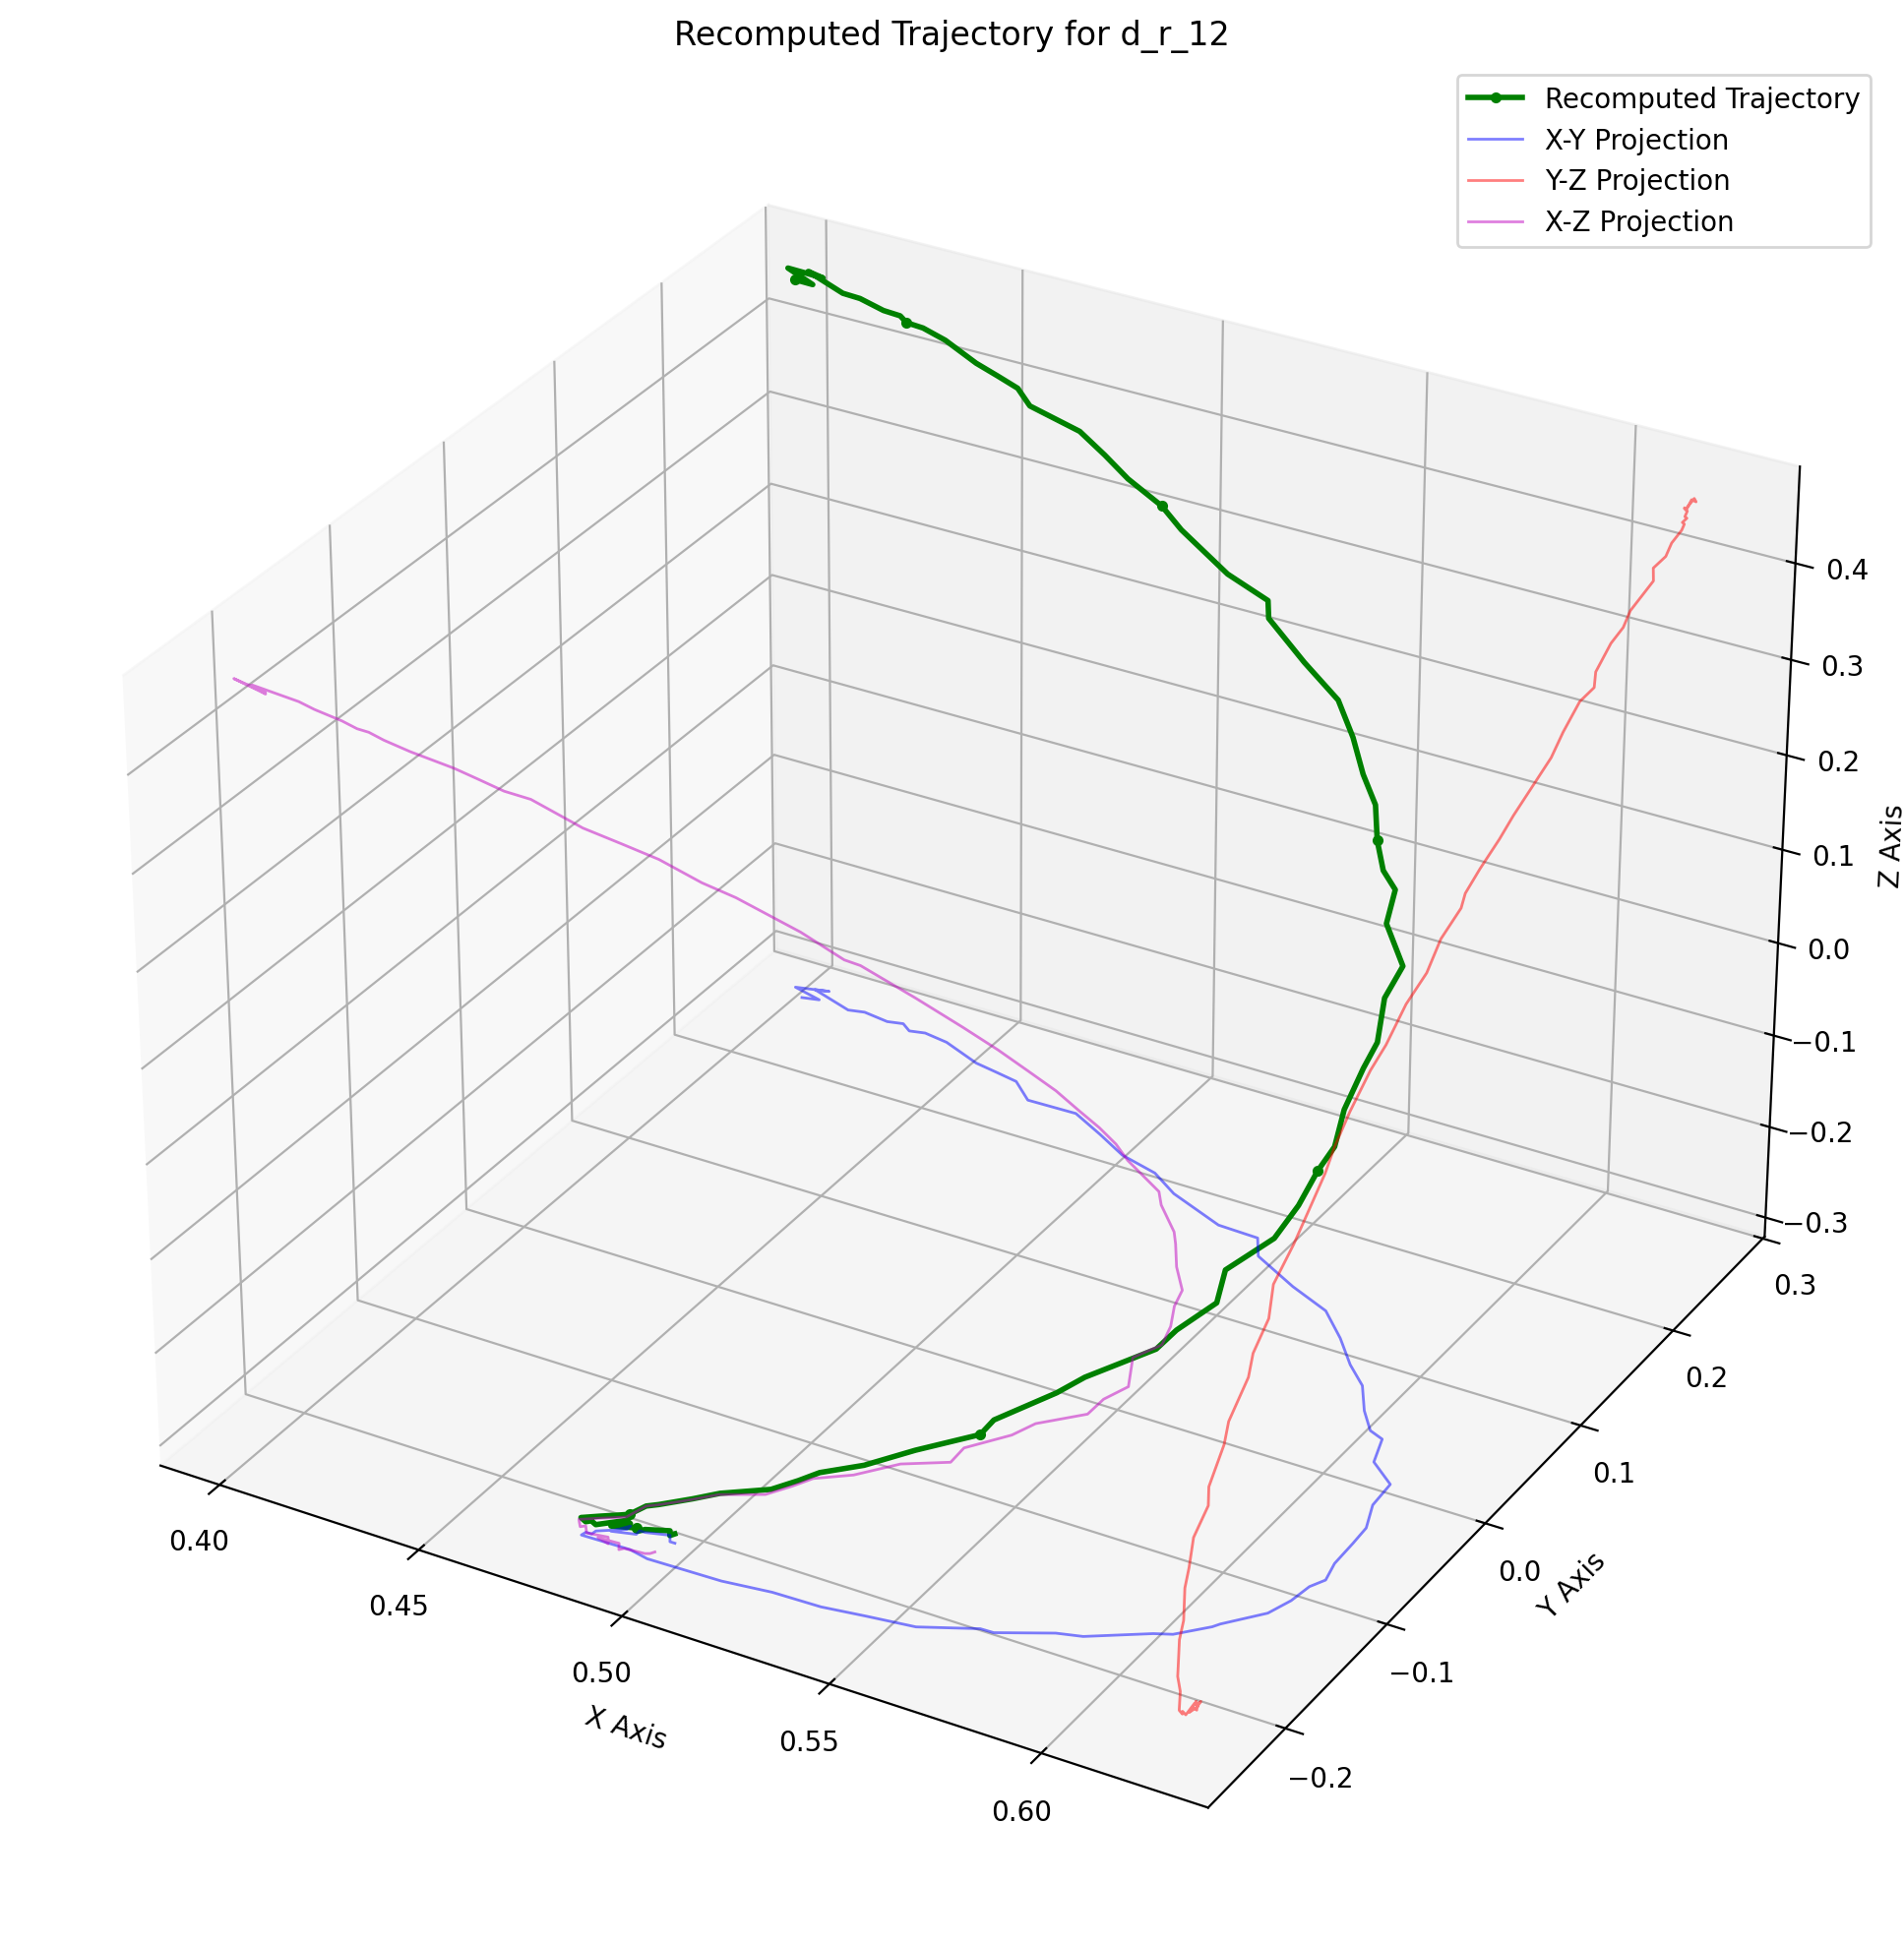 Recomputed Trajectory for d_r_12
Recomputed Trajectory
X-Y Projection
Y-Z Projection
X-Z Projection
0.4
0.3
0.2
0.1
0.0
−0.1
−0.2
−0.3
Z Axis
0.3
0.2
0.1
0.0
−0.1
−0.2
Y Axis
0.40
0.45
0.50
0.55
0.60
X Axis